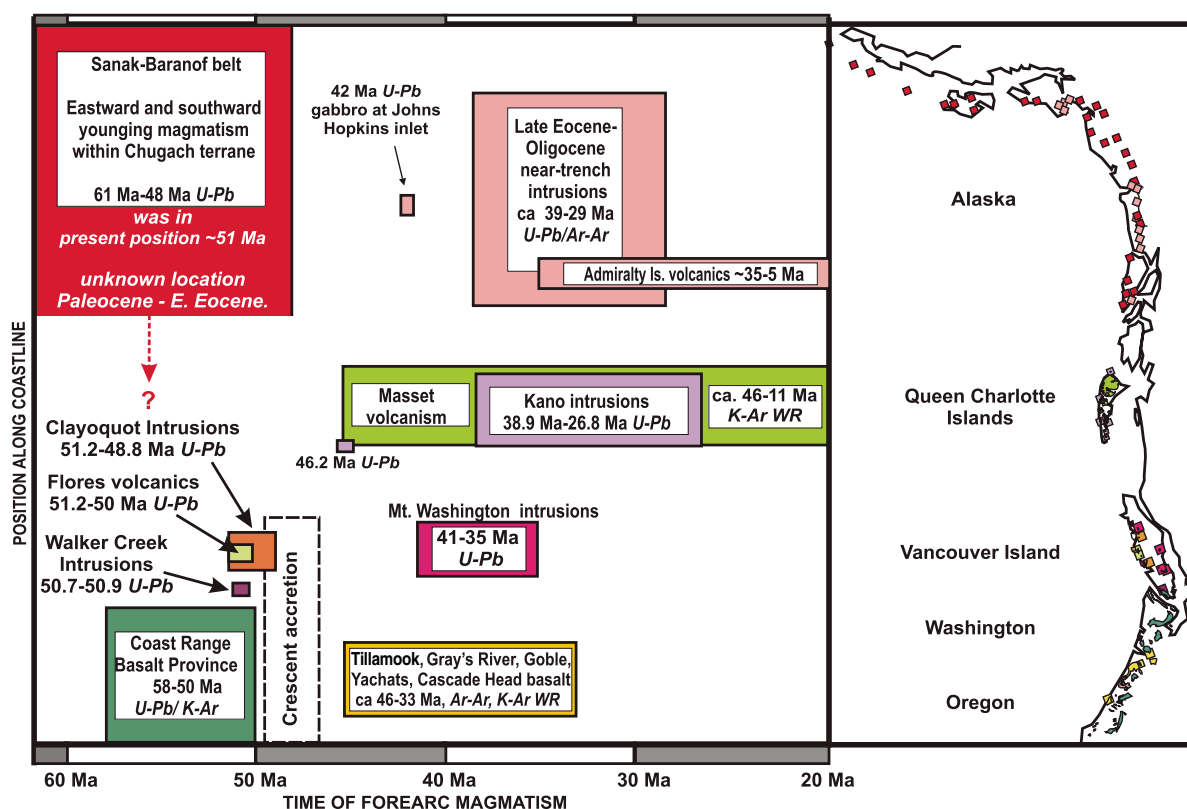 Sanak-Baranof belt
Eastward and southward
younging magmatism
within Chugach terrane
61 Ma-48 Ma U-Pb
was in
present position ~51 Ma
unknown location
Paleocene - E. Eocene.
?
42 Ma U-Pb
gabbro at Johns
Hopkins inlet
Late Eocene-
Oligocene
near-trench
intrusions
ca 39-29 Ma
U-Pb/Ar-Ar
Admiralty Is. volcanics ~35-5 Ma
Masset
volcanism
Kano intrusions
38.9 Ma-26.8 Ma U-Pb
ca. 46-11 Ma
K-Ar WR
46.2 Ma U-Pb
Clayoquot Intrusions
51.2-48.8 Ma U-Pb
Flores volcanics
51.2-50 Ma U-Pb
Walker Creek
Intrusions
50.7-50.9 U-Pb
Mt. Washington intrusions
41-35 Ma
U-Pb
Crescent accretion
Coast Range
Basalt Province
58-50 Ma
U-Pb/ K-Ar
Tillamook, Gray's River, Goble,
Yachats, Cascade Head basalt
ca 46-33 Ma, Ar-Ar, K-Ar WR
Alaska
Queen Charlotte
Islands
Vancouver Island
Washington
Oregon
POSITION ALONG COASTLINE
60 Ma
50 Ma
40 Ma
30 Ma
20 Ma
TIME OF FOREARC MAGMATISM